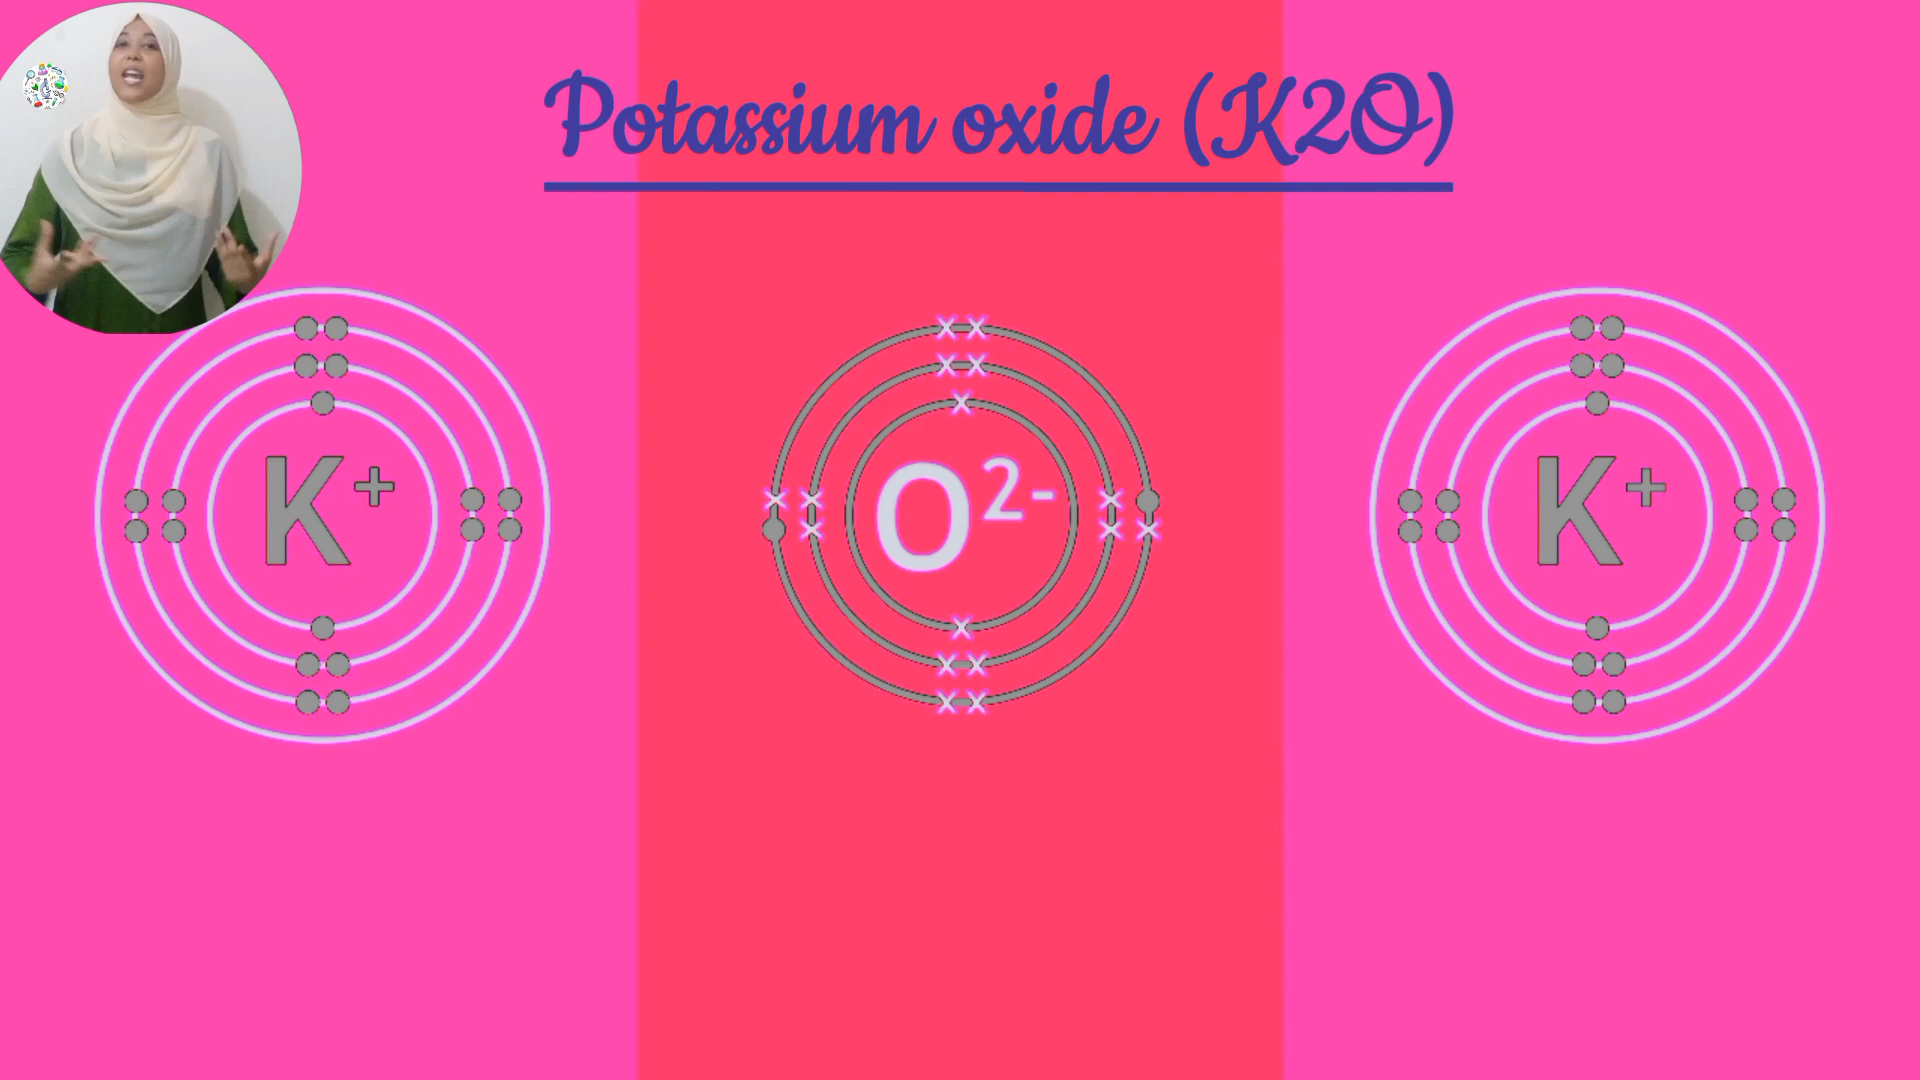 Potassium oxide (K2O)
K+
O2-
K+